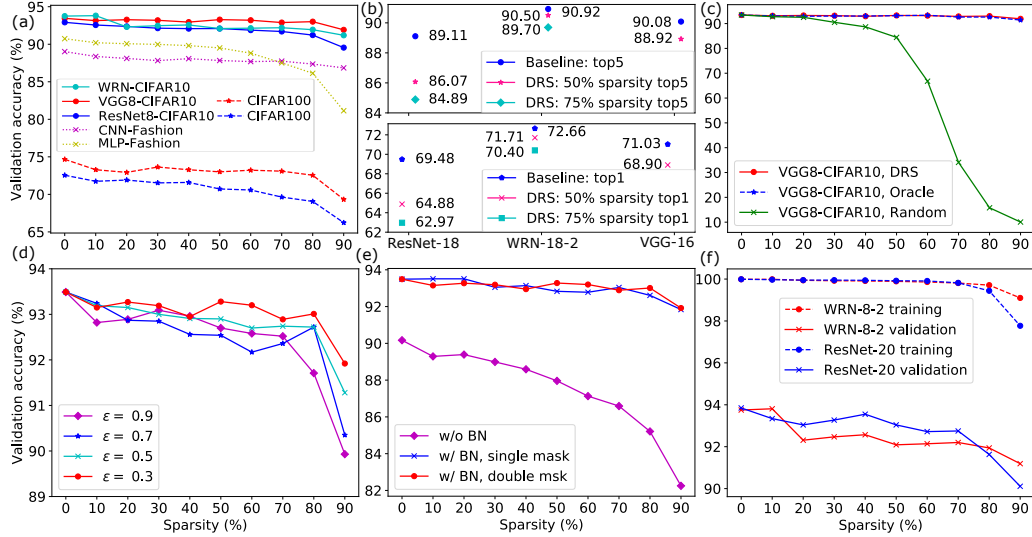 (a)
Validation accuracy (%)
95
90
85
80
75
70
65
WRN-CIFAR10
VGG8-CIFAR10
ResNet8-CIFAR10
CNN-Fashion
MLP-Fashion
CIFAR100
CIFAR100
0 10 20 30 40 50 60 70 80 90
(b)
90
88
86
84
89.11
86.07
84.89
90.50
90.92
89.70
90.08
88.92
Baseline: top5
DRS: 50% sparsity top5
DRS: 75% sparsity top5
72
70
68
66
64
62
69.48
64.88
62.97
71.71
72.66
70.40
71.03
68.90
Baseline: top1
DRS: 50% sparsity top1
DRS: 75% sparsity top1
ResNet-18 WRN-18-2 VGG-16
(c)
90
80
70
60
50
40
30
20
10
VGG8-CIFAR10, DRS
VGG8-CIFAR10, Oracle
VGG8-CIFAR10, Random
0 10 20 30 40 50 60 70 80 90
(d)
Validation accuracy (%)
94
93
92
91
90
89
ε = 0.9
ε = 0.7
ε = 0.5
ε = 0.3
0 10 20 30 40 50 60 70 80 90
Sparsity (%)
(e)
94
92
90
88
86
84
82
w/o BN
w/ BN, single mask
w/ BN, double msk
0 10 20 30 40 50 60 70 80 90
Sparsity (%)
(f)
100
98
96
94
92
90
WRN-8-2 training
WRN-8-2 validation
ResNet-20 training
ResNet-20 validation
0 10 20 30 40 50 60 70 80 90
Sparsity (%)